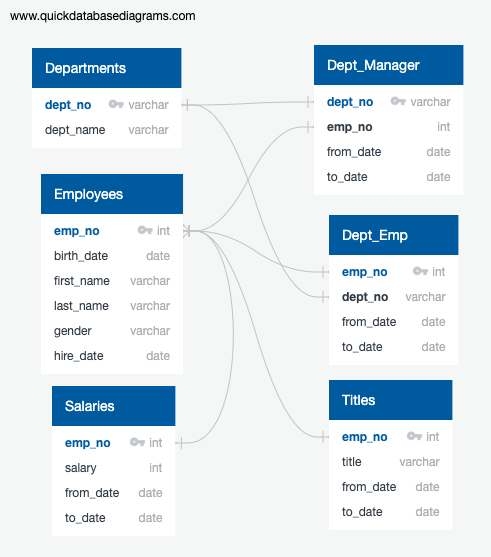 www.quickdatabasediagrams.com
Departments
dept_no varchar
dept_name varchar
Dept_Manager
dept_no varchar
emp_no int
from_date date
to_date date
Employees
emp_no int
birth_date date
first_name varchar
last_name varchar
gender varchar
hire_date date
Dept_Emp
emp_no int
dept_no varchar
from_date date
to_date date
Salaries
emp_no int
salary int
from_date date
to_date date
Titles
emp_no int
title varchar
from_date date
to_date date